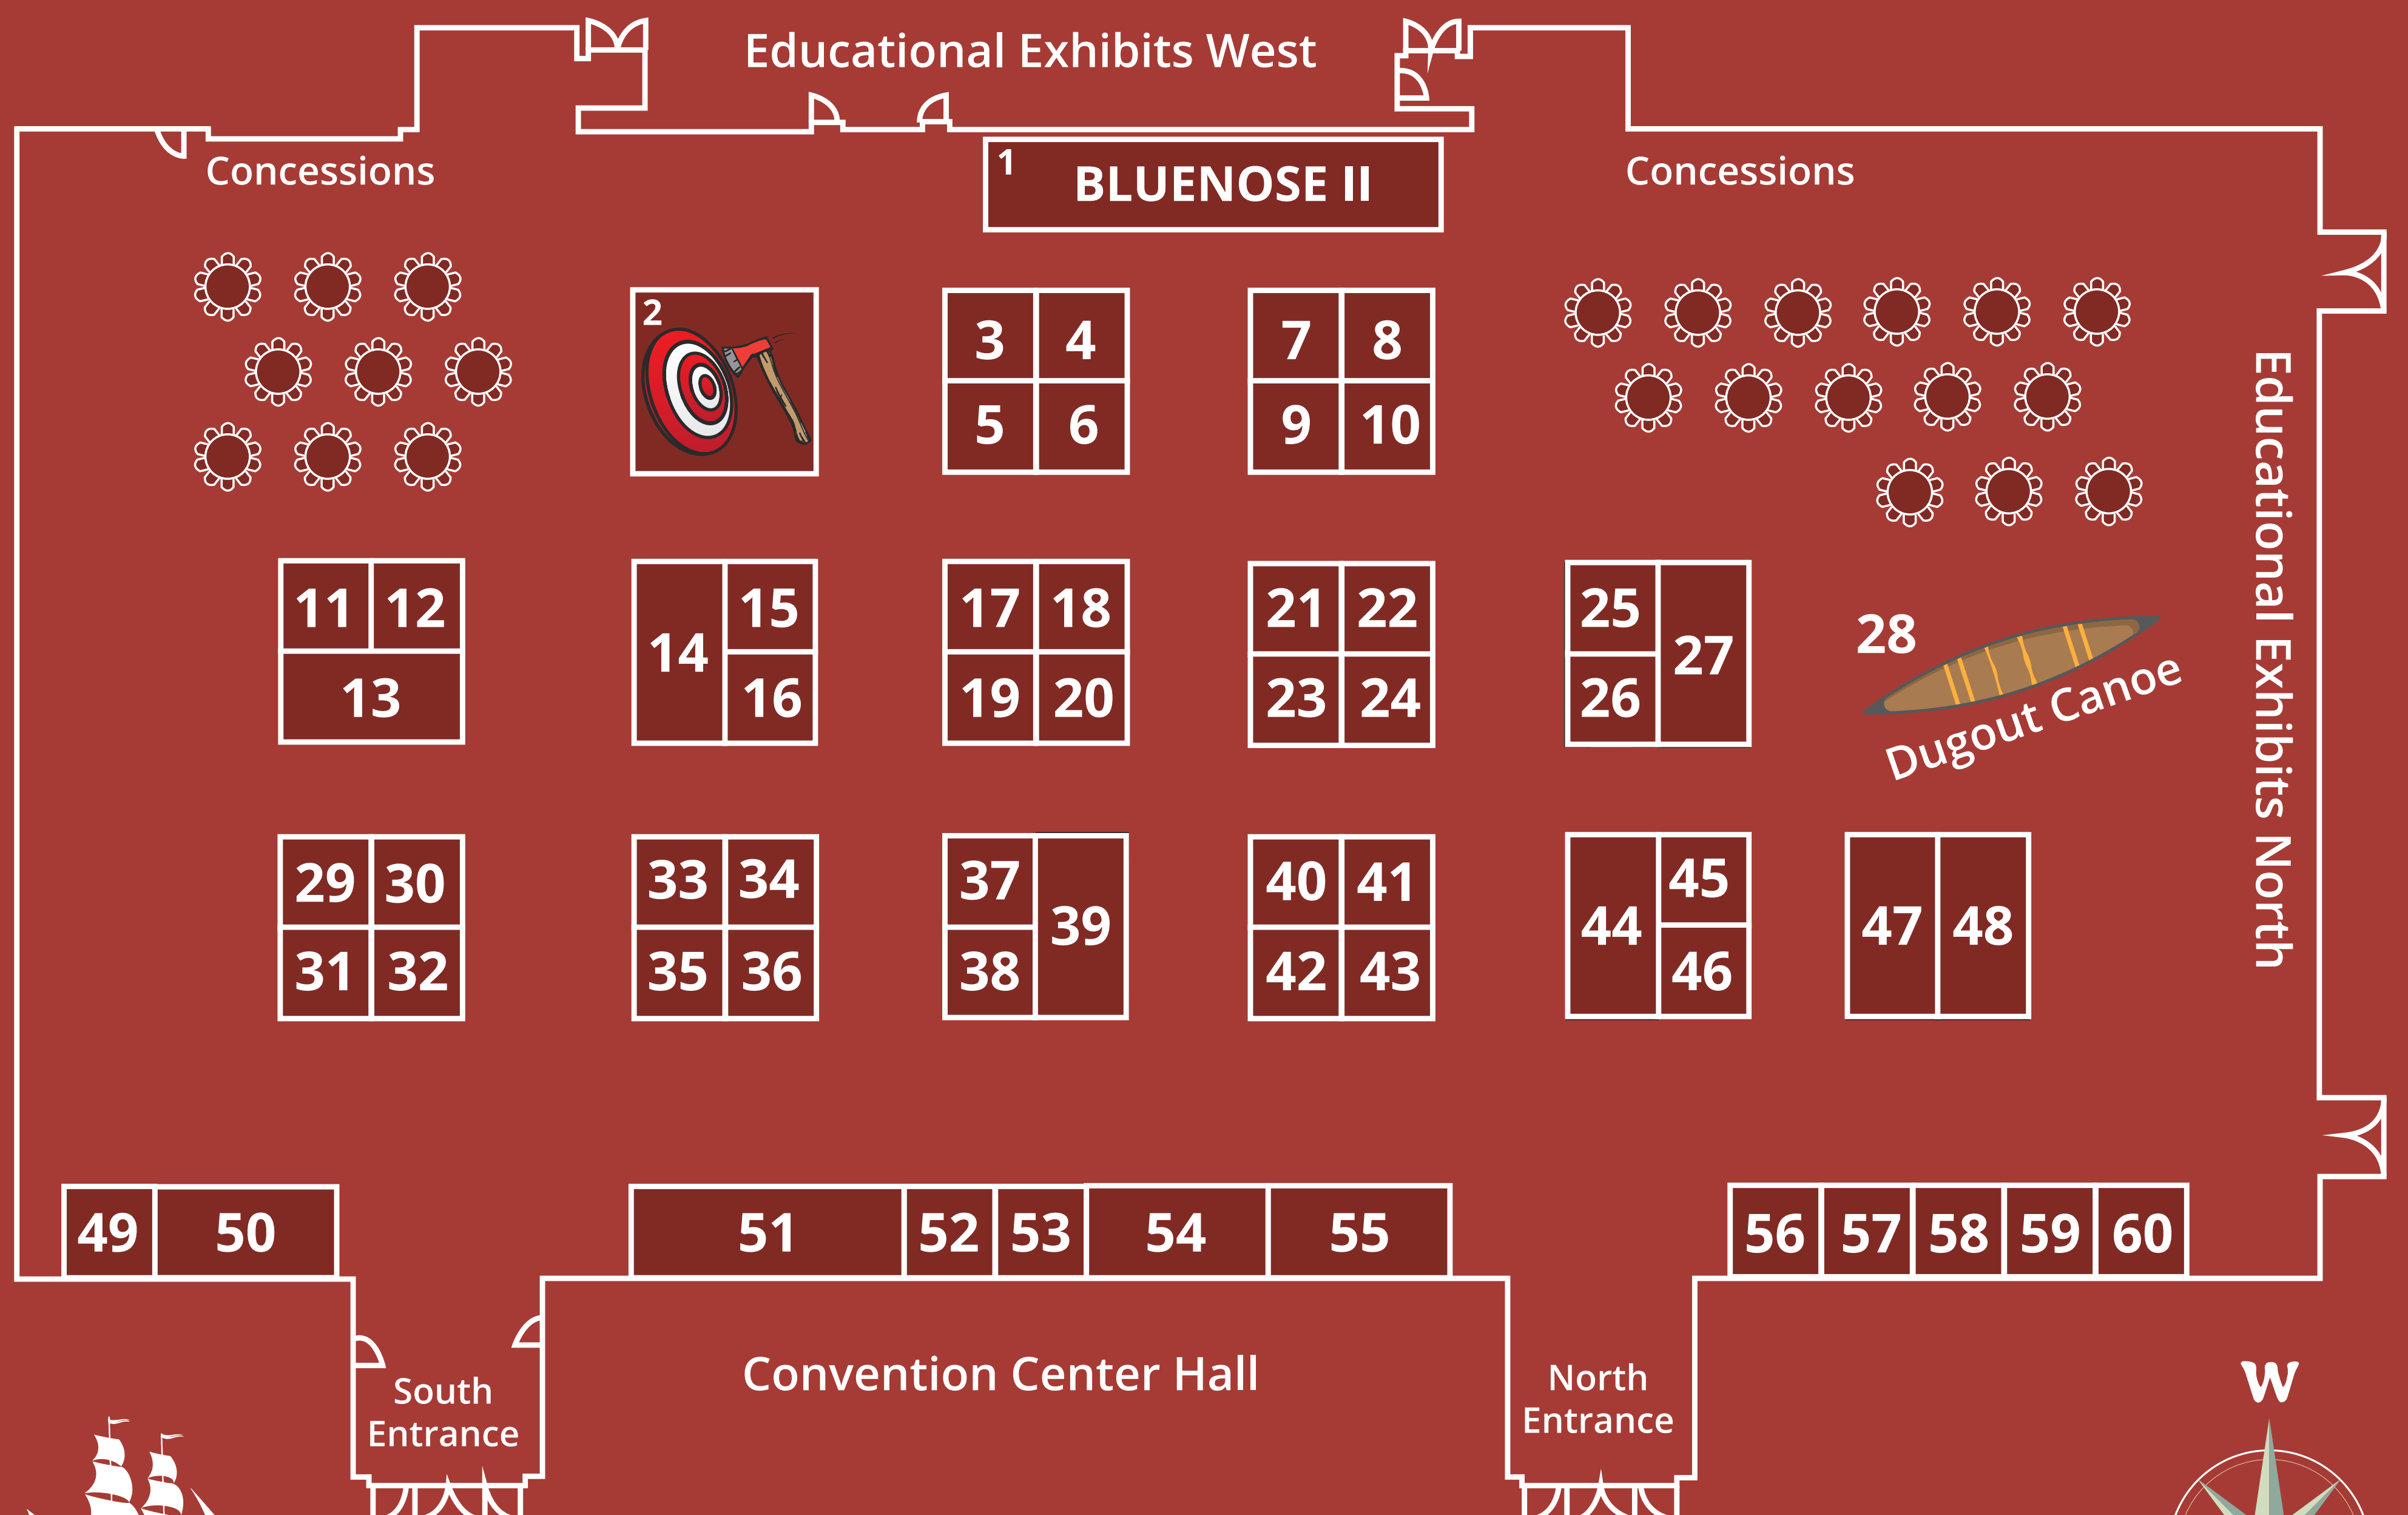 Educational Exhibits West
Concessions
1
BLUENOSE II
Concessions
2
3 4
5 6
7 8
9 10
11 12
13
14
15
16
17 18
19 20
21 22
23 24
25
26
27
28
Dugout Canoe
Educational Exhibits North
29 30
31 32
33 34
35 36
37
38
39
40 41
42 43
44
45
46
47 48
49 50
51 52 53 54 55
56 57 58 59 60
South
Entrance
Convention Center Hall
North
Entrance
W